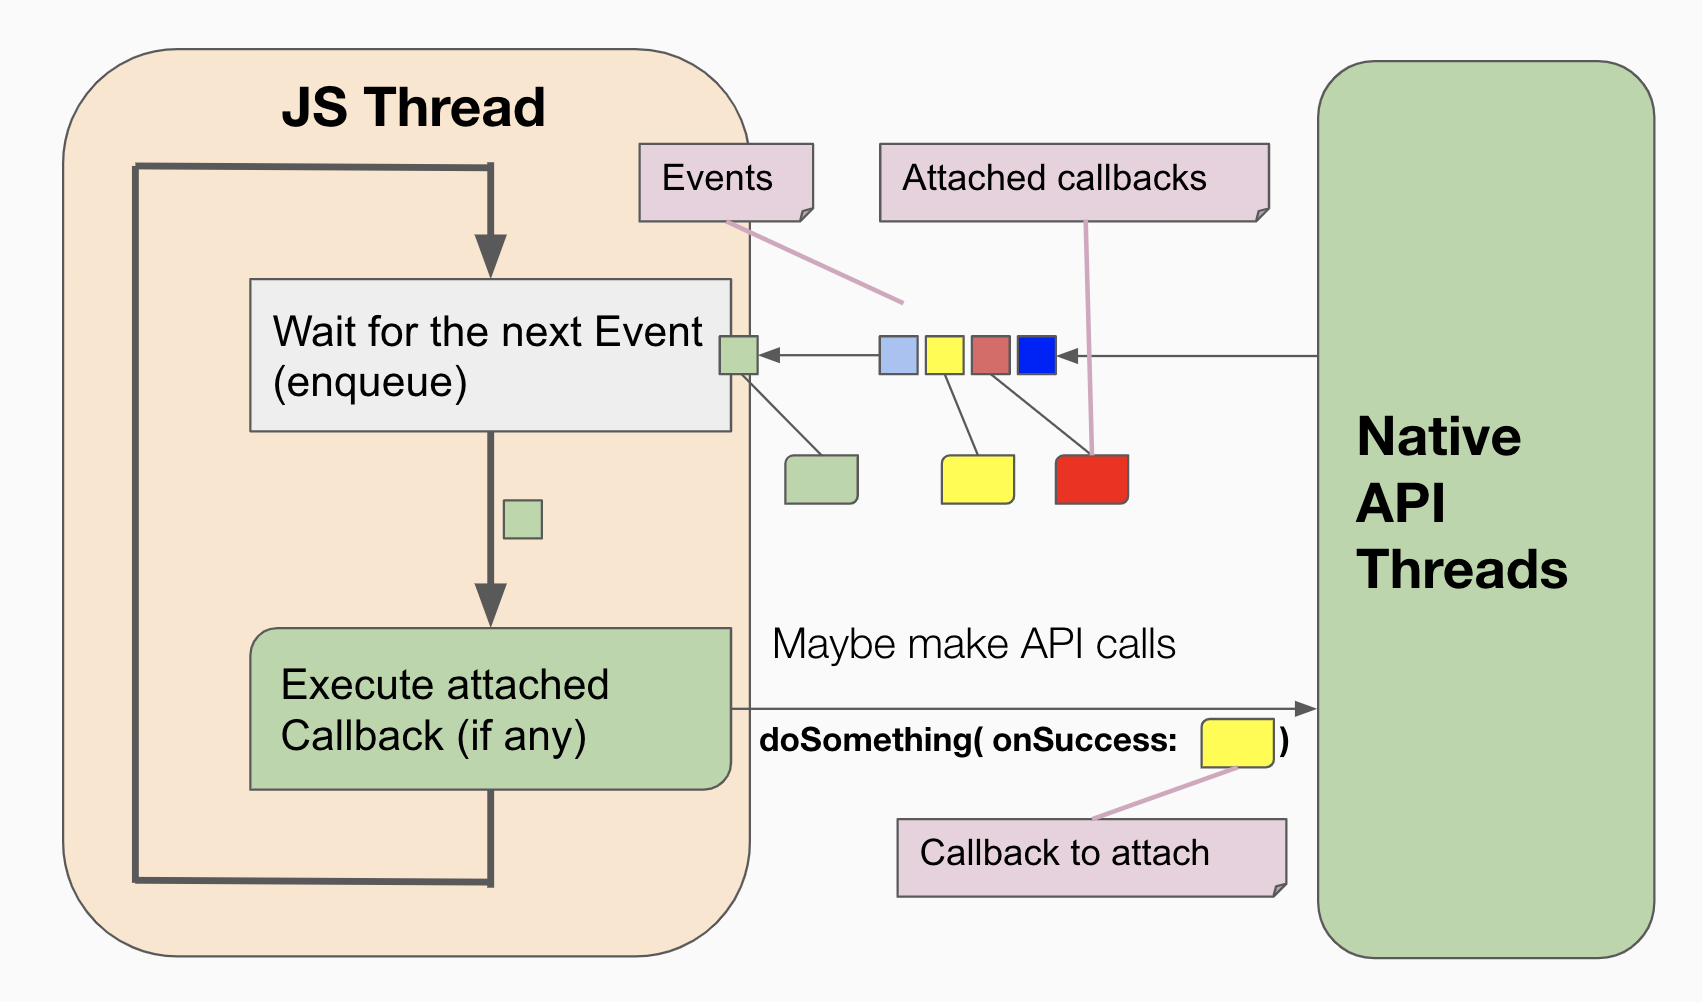 JS Thread
Events
Attached callbacks
Wait for the next Event
(enqueue)
Native
API
Threads
Maybe make API calls
Execute attached
Callback (if any)
doSomething( onSuccess: )
Callback to attach